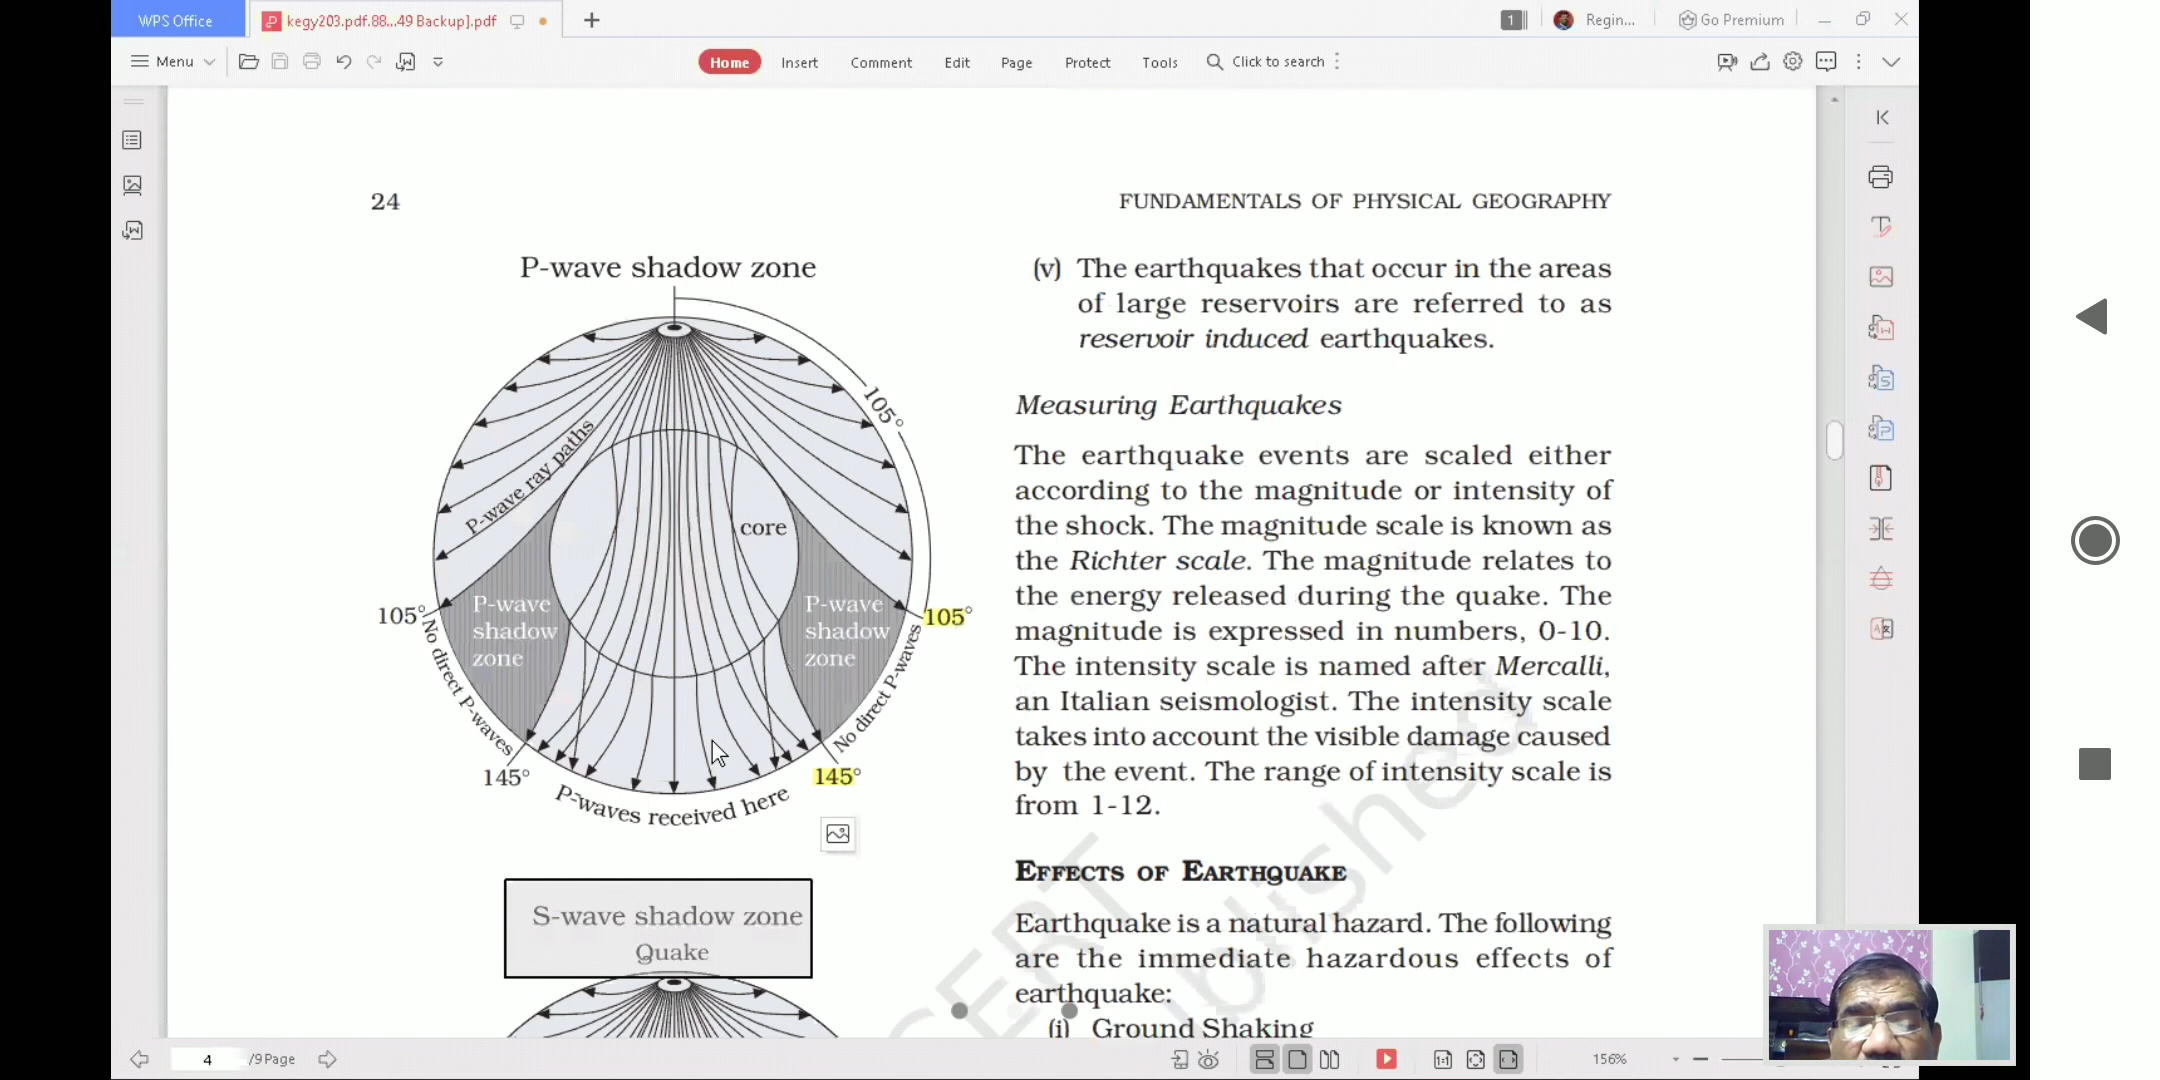 WPS Office
kegy203.pdf.88...49 Backup].pdf
1
Regin...
Go Premium
Menu
Home
Insert
Comment
Edit
Page
Protect
Tools
Click to search
24
FUNDAMENTALS OF PHYSICAL GEOGRAPHY
P-wave shadow zone
105°
P-wave ray paths
core
P-wave
shadow
zone
P-wave
shadow
zone
105°
105°
No direct P-waves
No direct P-waves
145°
145°
P-waves received here
S-wave shadow zone
Quake
(v) The earthquakes that occur in the areas
of large reservoirs are referred to as
reservoir induced earthquakes.
Measuring Earthquakes
The earthquake events are scaled either
according to the magnitude or intensity of
the shock. The magnitude scale is known as
the Richter scale. The magnitude relates to
the energy released during the quake. The
magnitude is expressed in numbers, 0-10.
The intensity scale is named after Mercalli,
an Italian seismologist. The intensity scale
takes into account the visible damage caused
by the event. The range of intensity scale is
from 1-12.
EFFECTS OF EARTHQUAKE
Earthquake is a natural hazard. The following
are the immediate hazardous effects of
earthquake:
(i) Ground Shaking
4
/9 Page
156%